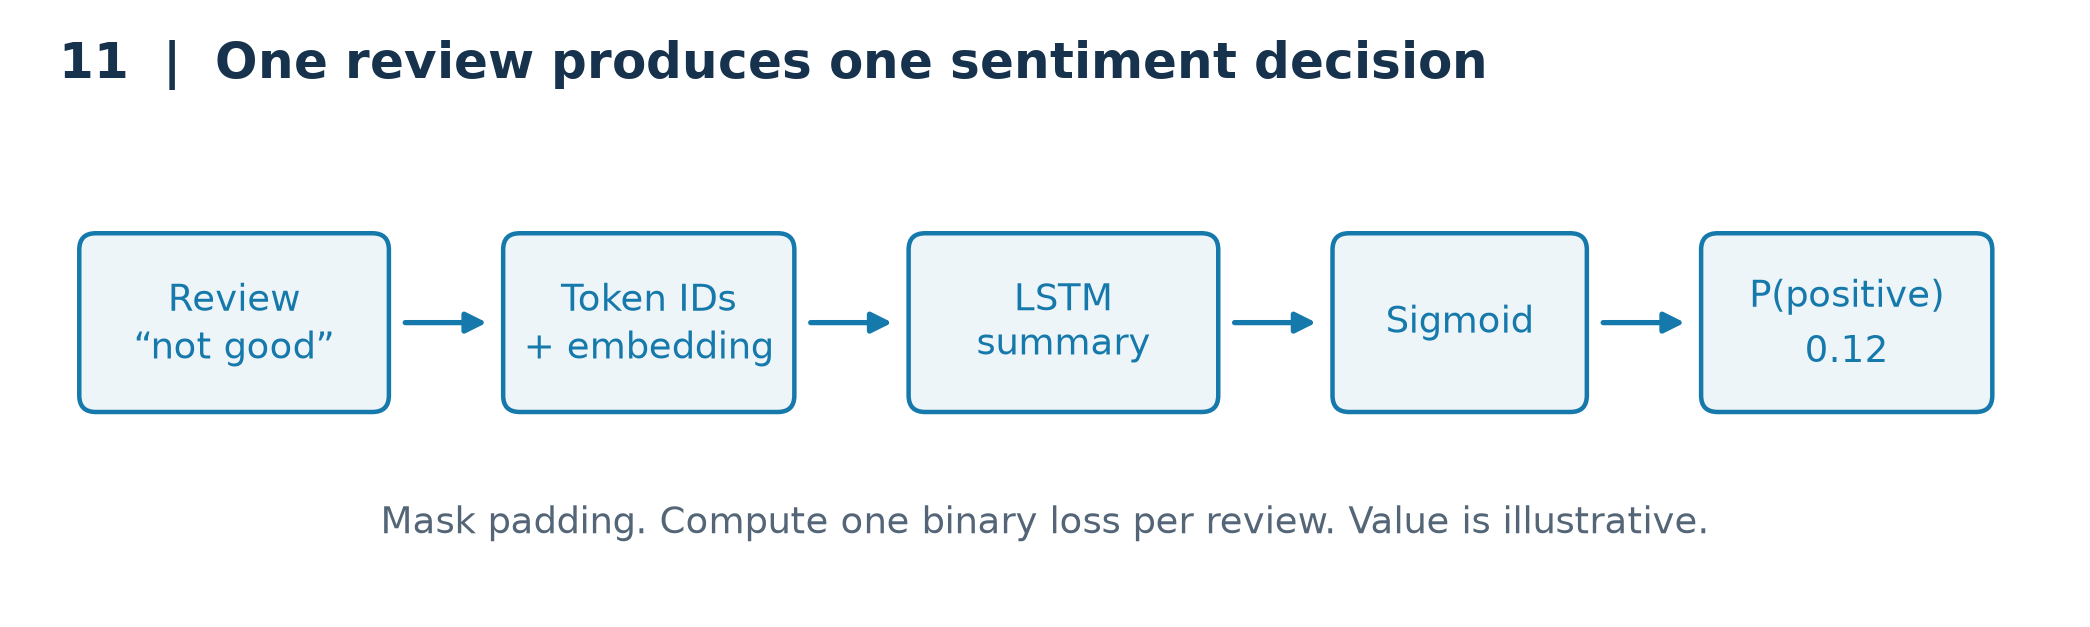 11 | One review produces one sentiment decision
Review
“not good”
Token IDs
+ embedding
LSTM
summary
Sigmoid
P(positive)
0.12
Mask padding. Compute one binary loss per review. Value is illustrative.